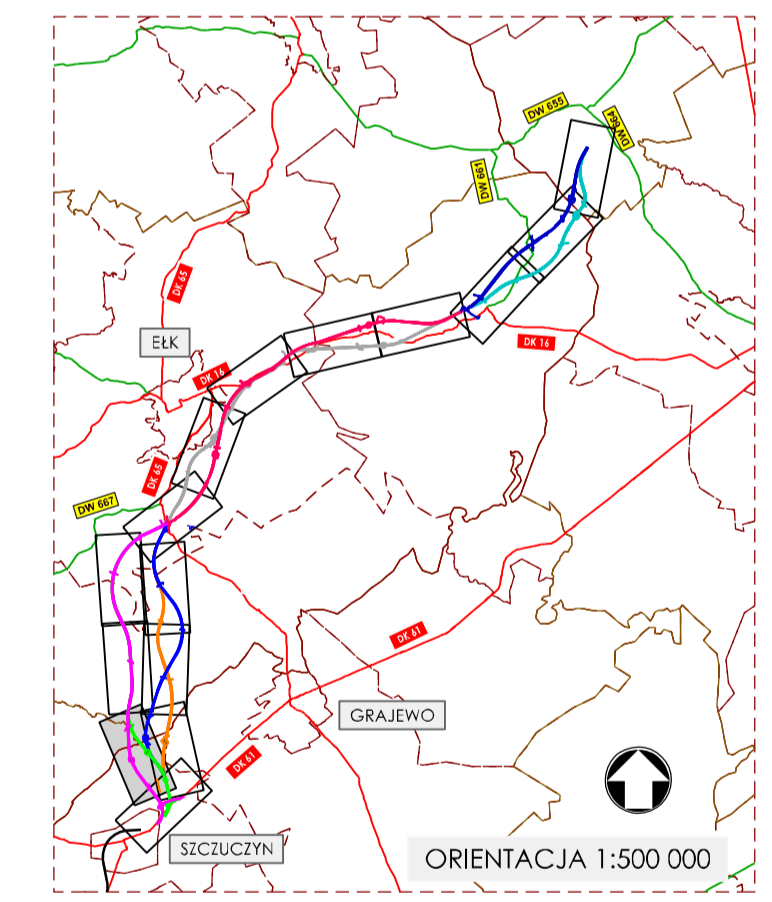 DW 655
DW 664
DW 661
DK 65
EŁK
DK 16
DK 16
DK 65
DW 667
DK 61
GRAJEWO
DK 61
SZCZUCZYN
ORIENTACJA 1:500 000